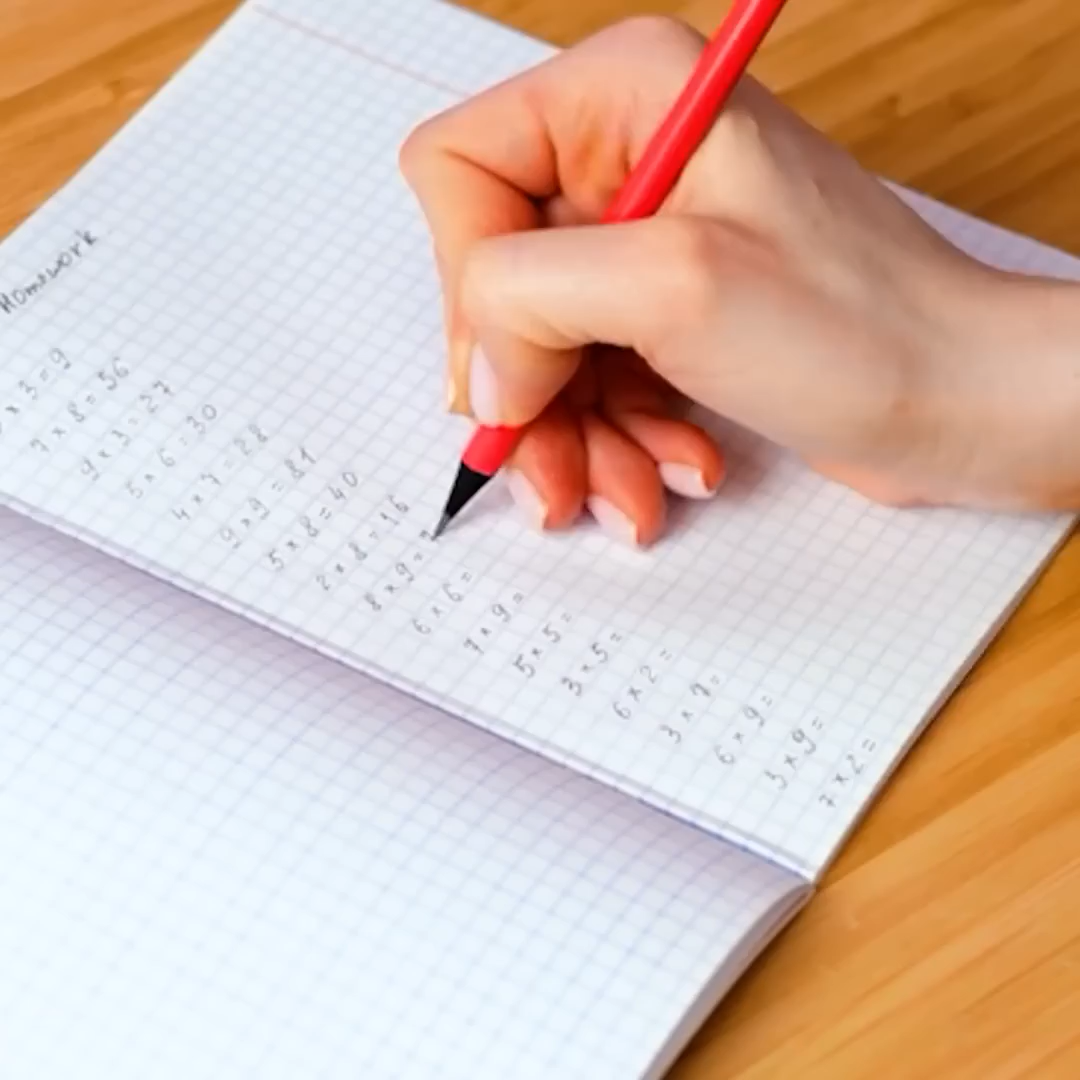 Homework
x 3 = 9
7 x 8 = 56
9 x 3 = 27
5 x 6 = 30
4 x 7 = 28
9 x 9 = 81
5 x 8 = 40
2 x 8 = 16
8 x 9 = 7
6 x 6 =
7 x 9 =
5 x 5 =
3 x 5 =
6 x 2 =
3 x 7 =
6 x 9 =
3 x 9 =
7 x 2 =